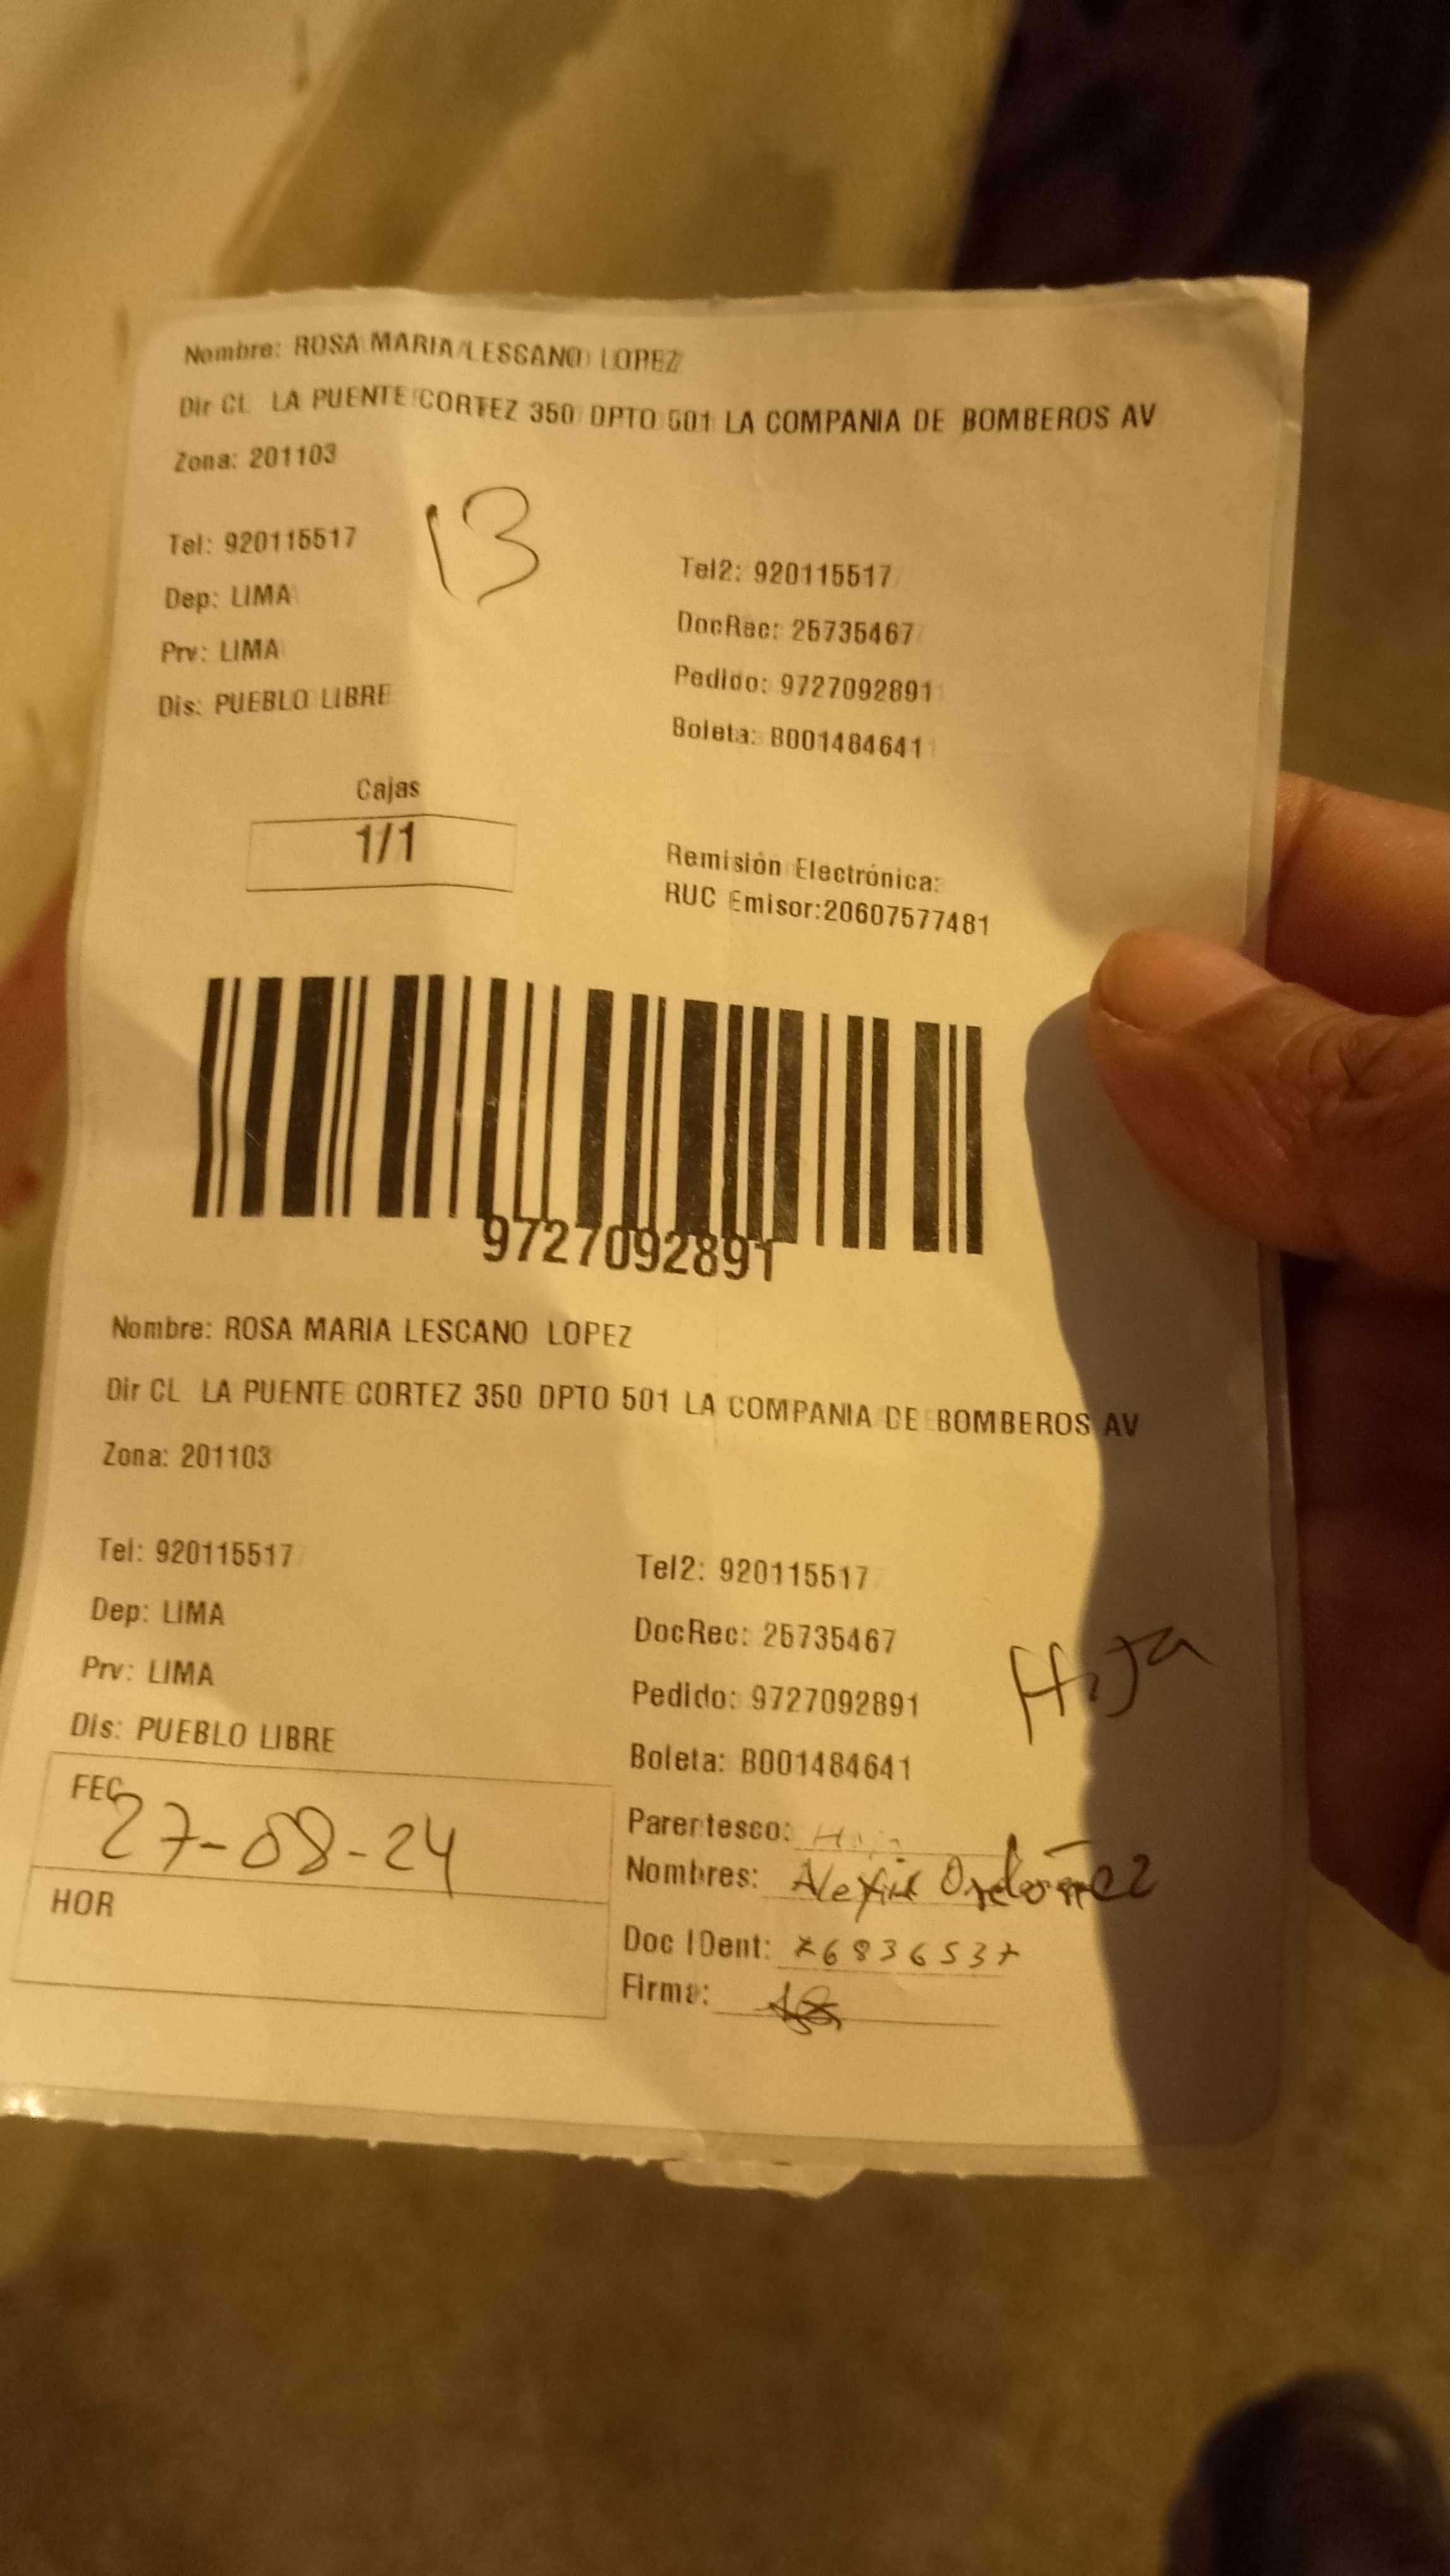 Nombre: ROSA MARIA LESCANO LOPEZ
Dir CL LA PUENTE CORTEZ 350 DPTO 501 LA COMPANIA DE BOMBEROS AV
Zona: 201103
13
Tel: 920115517
Tel2: 920115517
Dep: LIMA
DocRec: 25735467
Prv: LIMA
Pedido: 9727092891
Dis: PUEBLO LIBRE
Boleta: B001484641
Cajas
1/1
Remisión Electrónica:
RUC Emisor:20607577481
9727092891
Nombre: ROSA MARIA LESCANO LOPEZ
Dir CL LA PUENTE CORTEZ 350 DPTO 501 LA COMPANIA DE BOMBEROS AV
Zona: 201103
Tel: 920115517
Tel2: 920115517
Dep: LIMA
DocRec: 25735467
Prv: LIMA
Pedido: 9727092891
Hija
Dis: PUEBLO LIBRE
Boleta: B001484641
FEC
27-08-24
Parentesco: Hija
Nombres: Ordoñez
HOR
Doc IDent: 76836537
Firma: